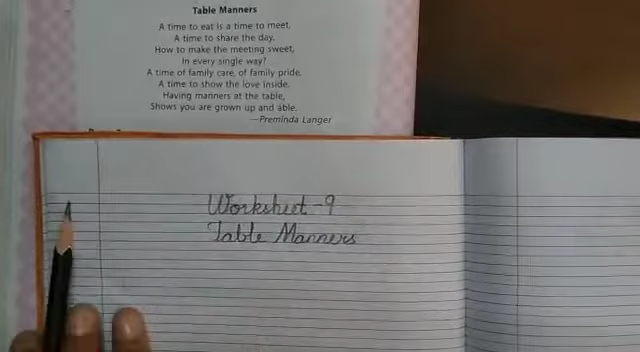 Table Manners
A time to eat is a time to meet,
A time to share the day.
How to make the meeting sweet,
In every single way?
A time of family care, of family pride.
A time to show the love inside.
Having manners at the table,
Shows you are grown up and able.
—Preminda Langer
Worksheet-9
Table Manners